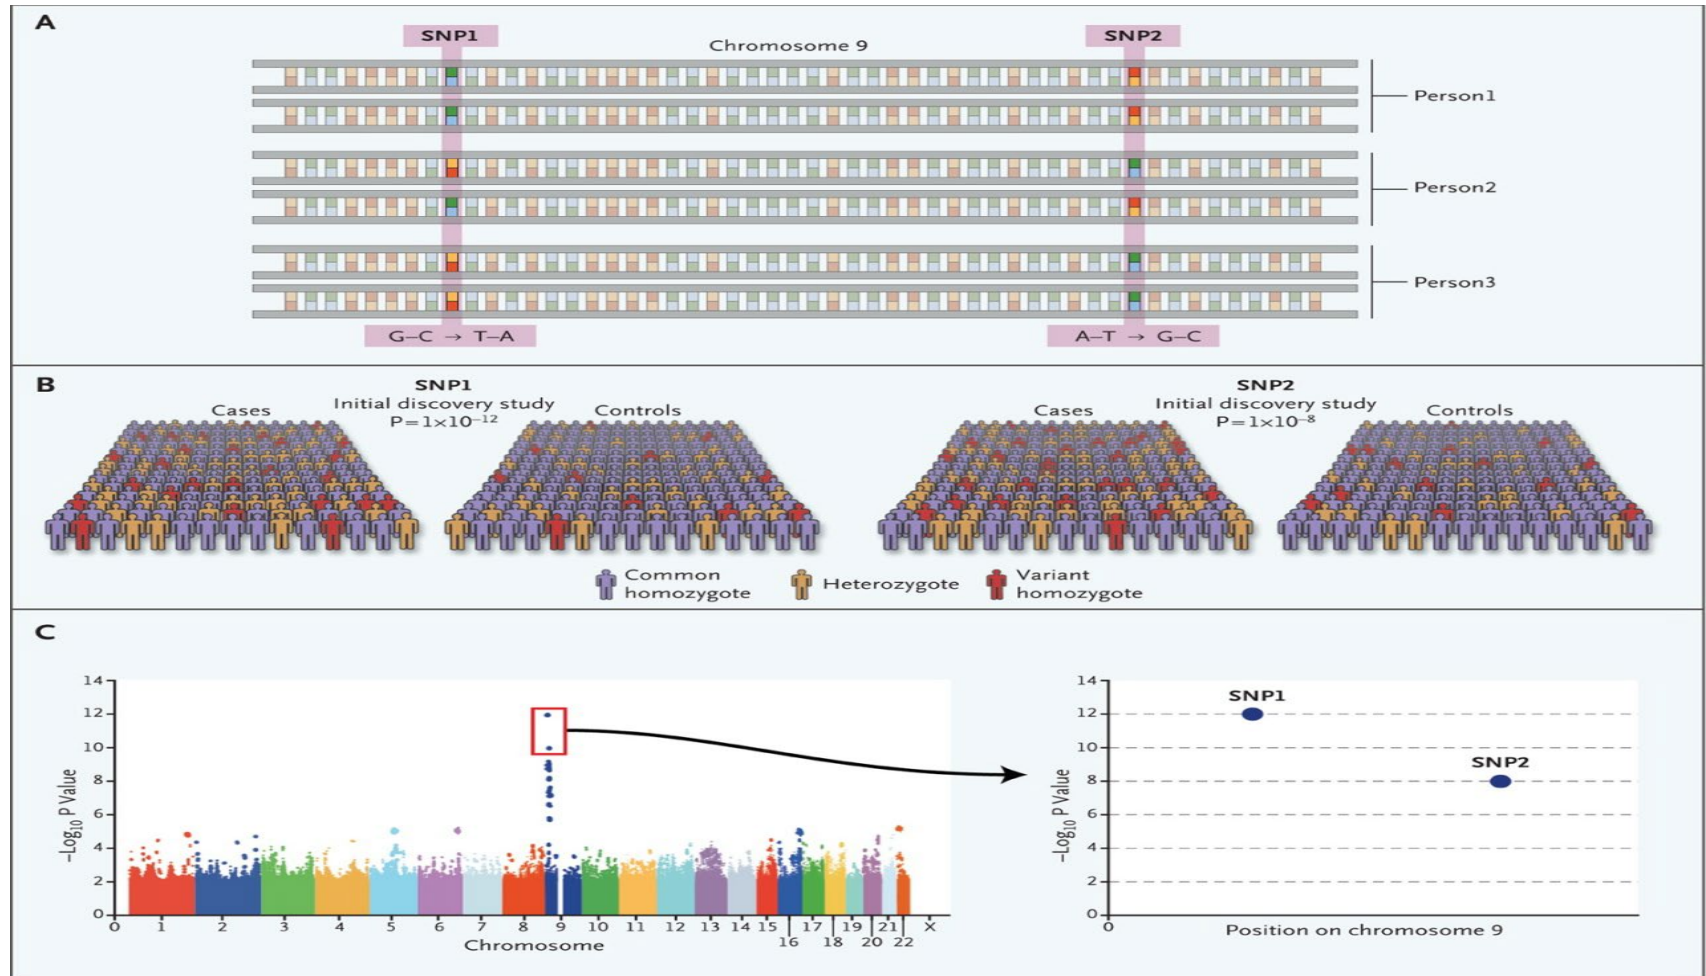 A
SNP1
Chromosome 9
SNP2
Person1
Person2
Person3
G–C → T–A
A–T → G–C
B
SNP1
Initial discovery study
P=1×10⁻¹²
Cases
Controls
SNP2
Initial discovery study
P=1×10⁻⁸
Cases
Controls
Common homozygote
Heterozygote
Variant homozygote
C
−Log₁₀ P Value
14
12
10
8
6
4
2
0
0 1 2 3 4 5 6 7 8 9 10 11 12 13 14 15 16 17 18 19 20 21 22 X
Chromosome
−Log₁₀ P Value
14
12
10
8
6
4
2
0
SNP1
SNP2
0
Position on chromosome 9